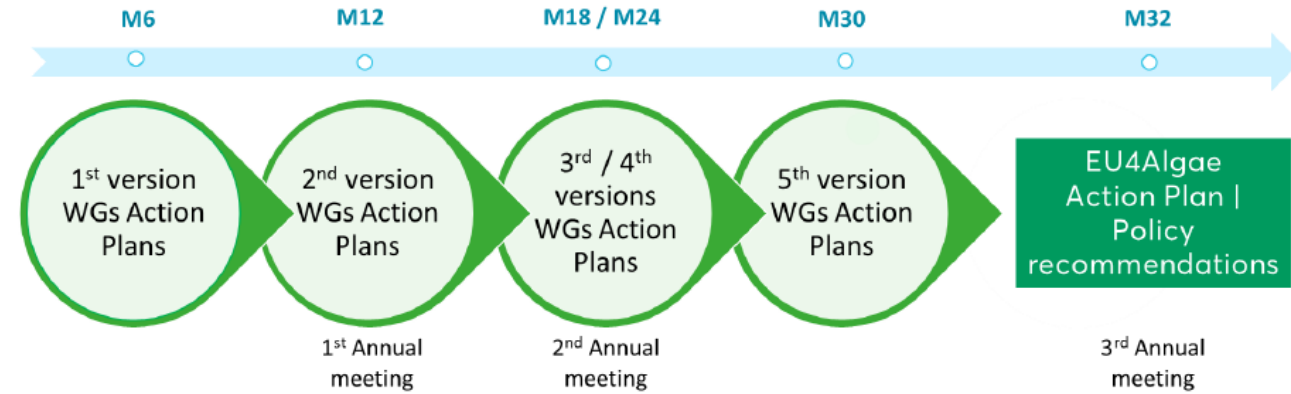 M6
M12
M18 / M24
M30
M32
1st version
WGs Action
Plans
2nd version
WGs Action
Plans
3rd / 4th
versions
WGs Action
Plans
5th version
WGs Action
Plans
EU4Algae
Action Plan |
Policy
recommendations
1st Annual
meeting
2nd Annual
meeting
3rd Annual
meeting